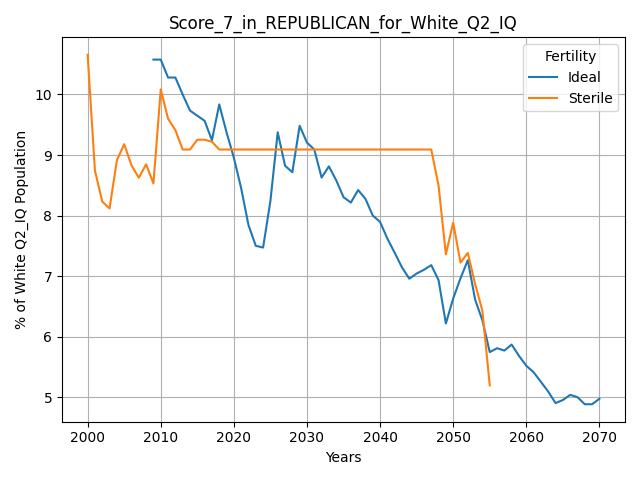 Score_7_in_REPUBLICAN_for_White_Q2_IQ
Fertility
Ideal
Sterile
% of White Q2_IQ Population
10
9
8
7
6
5
2000 2010 2020 2030 2040 2050 2060 2070
Years